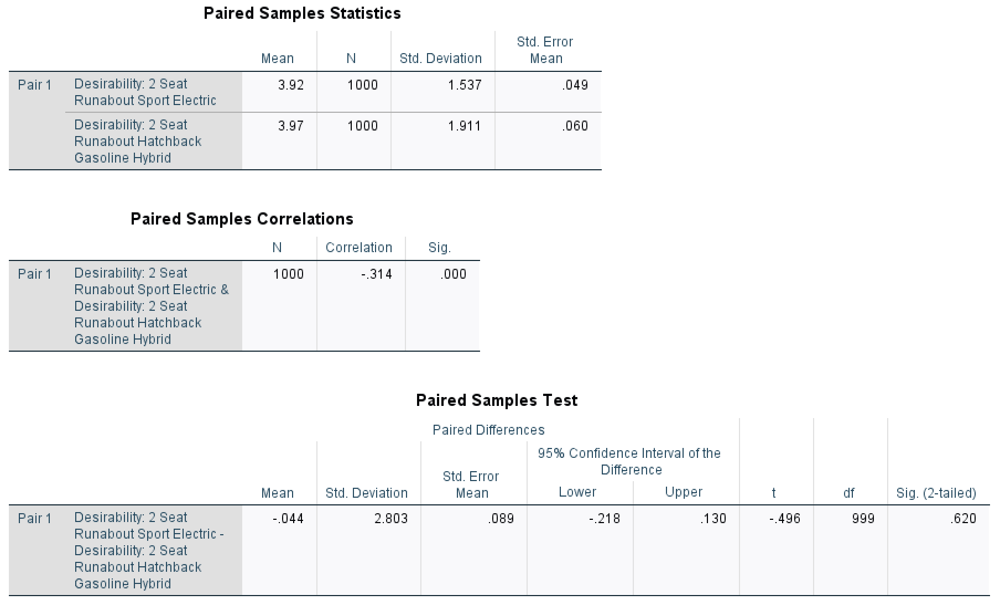 Paired Samples Statistics
Mean N Std. Deviation Std. Error Mean
Pair 1 Desirability: 2 Seat Runabout Sport Electric 3.92 1000 1.537 .049
Desirability: 2 Seat Runabout Hatchback Gasoline Hybrid 3.97 1000 1.911 .060
Paired Samples Correlations
N Correlation Sig.
Pair 1 Desirability: 2 Seat Runabout Sport Electric & Desirability: 2 Seat Runabout Hatchback Gasoline Hybrid 1000 -.314 .000
Paired Samples Test
Paired Differences
95% Confidence Interval of the Difference
Mean Std. Deviation Std. Error Mean Lower Upper t df Sig. (2-tailed)
Pair 1 Desirability: 2 Seat Runabout Sport Electric - Desirability: 2 Seat Runabout Hatchback Gasoline Hybrid -.044 2.803 .089 -.218 .130 -.496 999 .620